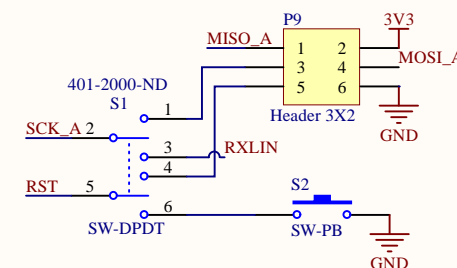 P9
3V3
MISO_A
1 2
MOSI_A
3 4
5 6
401-2000-ND
S1
Header 3X2
1
GND
SCK_A 2
3 RXLIN
4
RST 5
S2
6
SW-DPDT
SW-PB
GND